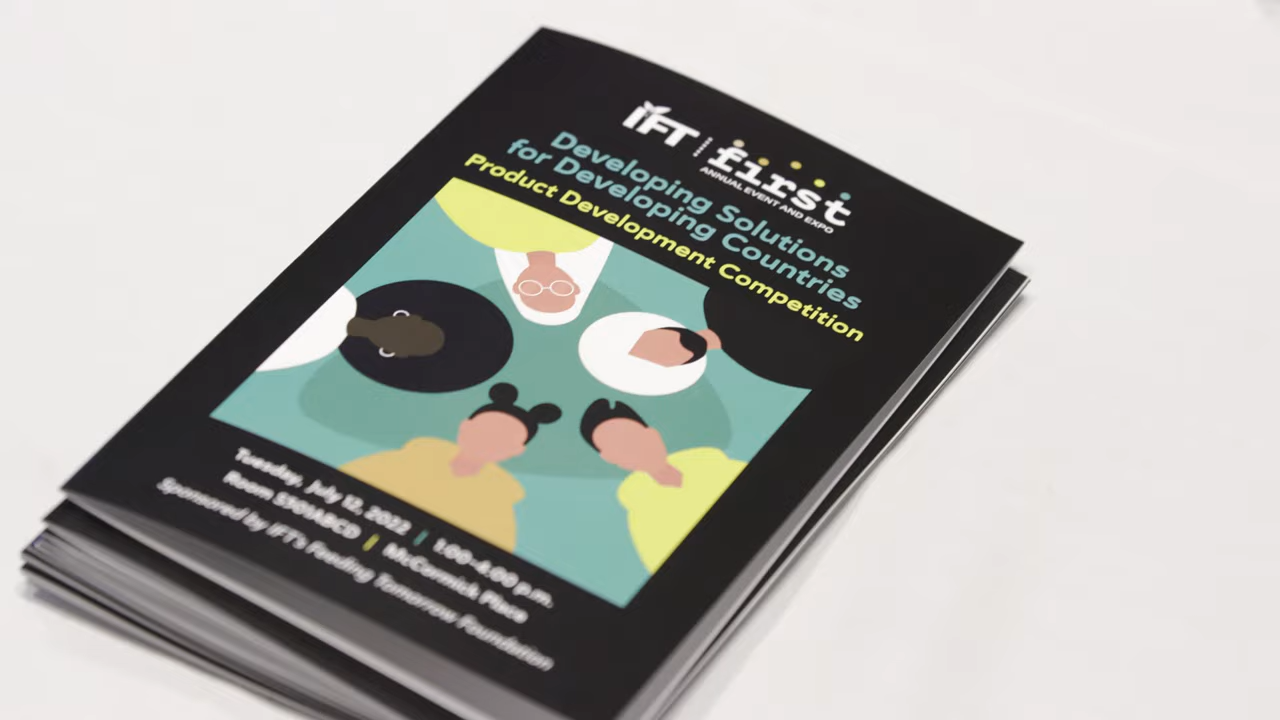 iFT first
ANNUAL EVENT AND EXPO
Developing Solutions
for Developing Countries
Product Development Competition
Tuesday, July 12, 2022 | 1:00–4:00 p.m.
Room S501ABCD | McCormick Place
Sponsored by IFT's Feeding Tomorrow Foundation